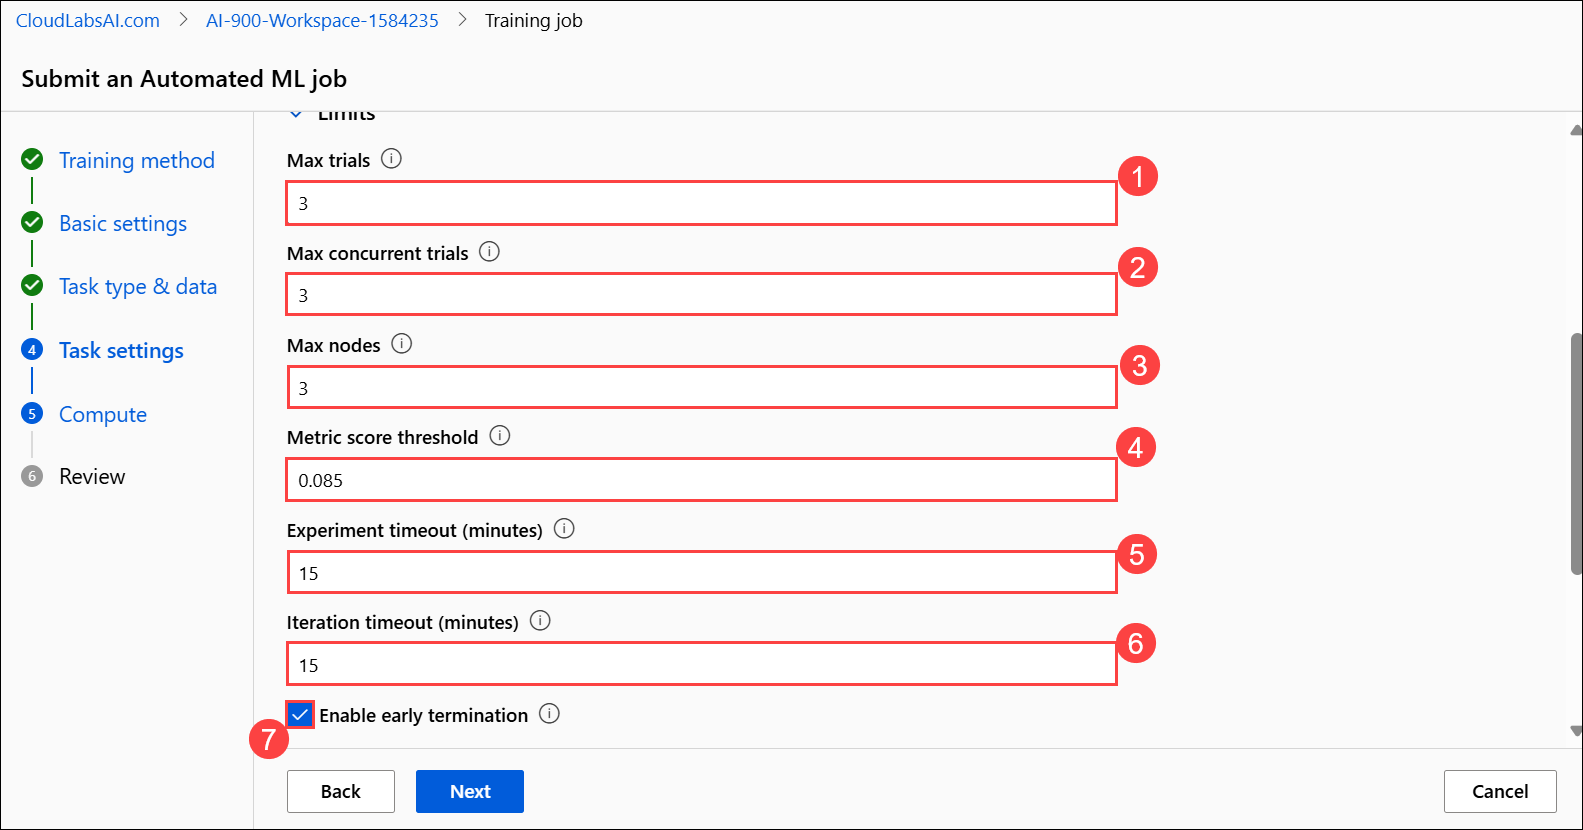 CloudLabsAI.com > AI-900-Workspace-1584235 > Training job
Submit an Automated ML job
Training method
Basic settings
Task type & data
4 Task settings
5 Compute
6 Review
Limits
Max trials
3
1
Max concurrent trials
3
2
Max nodes
3
3
Metric score threshold
0.085
4
Experiment timeout (minutes)
15
5
Iteration timeout (minutes)
15
6
Enable early termination
7
Back
Next
Cancel